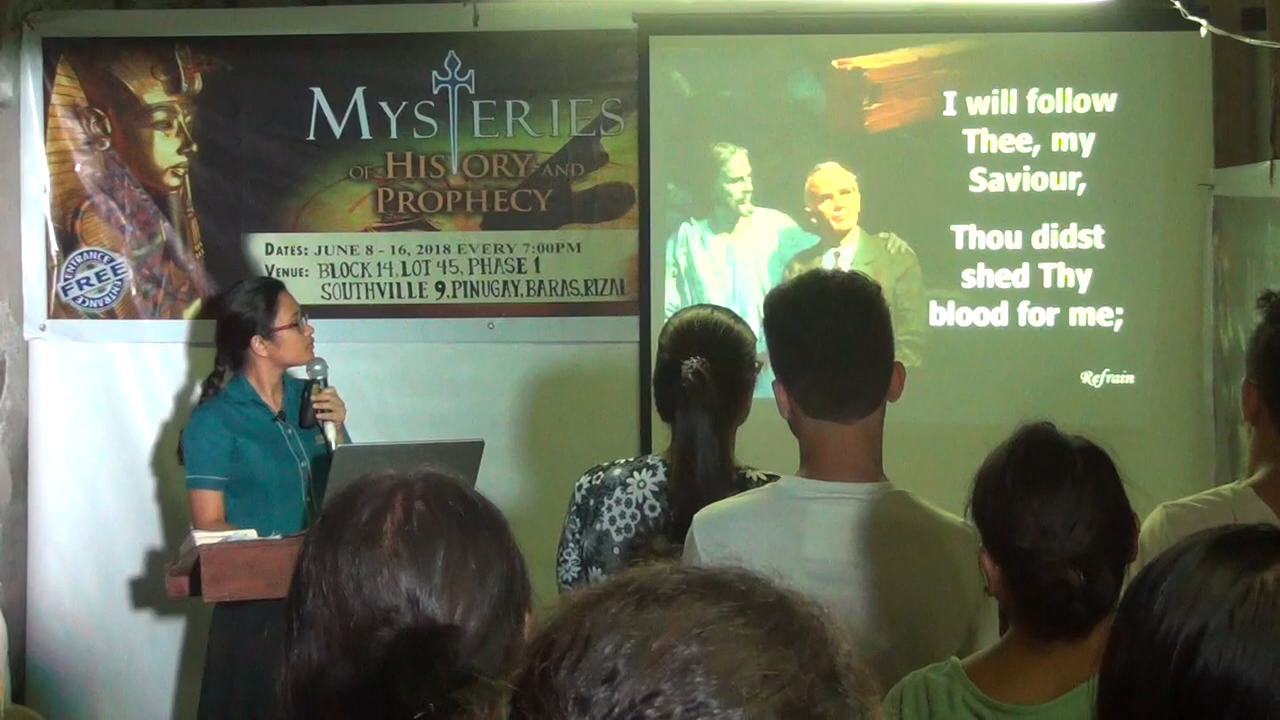 MYSTERIES
OF HISTORY AND
PROPHECY
DATES: JUNE 8 - 16, 2018 EVERY 7:00PM
VENUE: BLOCK 14, LOT 45, PHASE 1
SOUTHVILLE 9, PINUGAY, BARAS, RIZAL
ENTRANCE
FREE
ENTRANCE
I will follow
Thee, my
Saviour,
Thou didst
shed Thy
blood for me;
Refrain